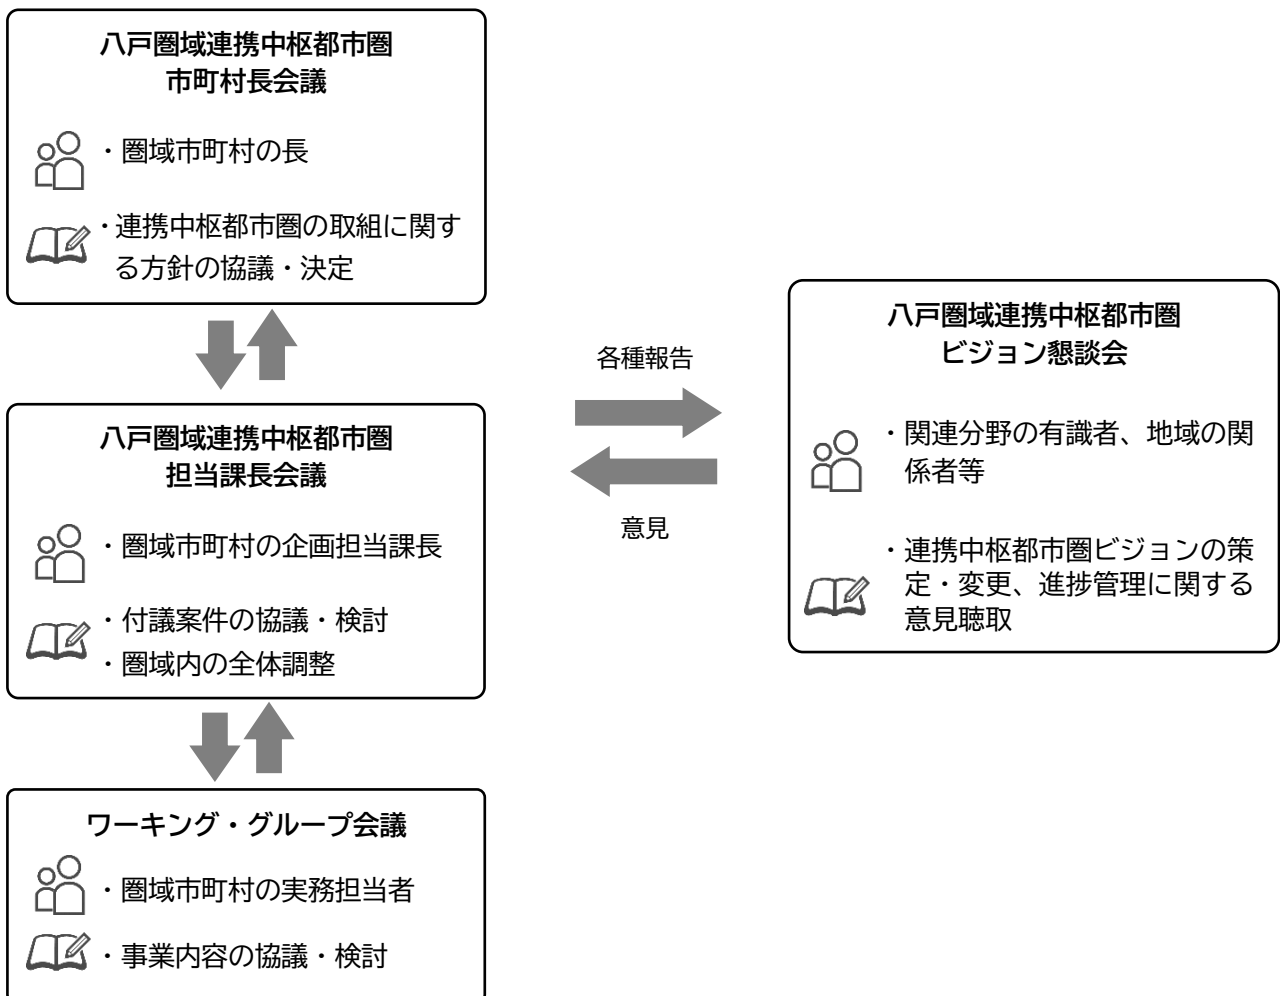 八戸圏域連携中枢都市圏
市町村長会議
・圏域市町村の長
・連携中枢都市圏の取組に関す
る方針の協議・決定
八戸圏域連携中枢都市圏
担当課長会議
・圏域市町村の企画担当課長
・付議案件の協議・検討
・圏域内の全体調整
ワーキング・グループ会議
・圏域市町村の実務担当者
・事業内容の協議・検討
各種報告
意見
八戸圏域連携中枢都市圏
ビジョン懇談会
・関連分野の有識者、地域の関
係者等
・連携中枢都市圏ビジョンの策
定・変更、進捗管理に関する
意見聴取